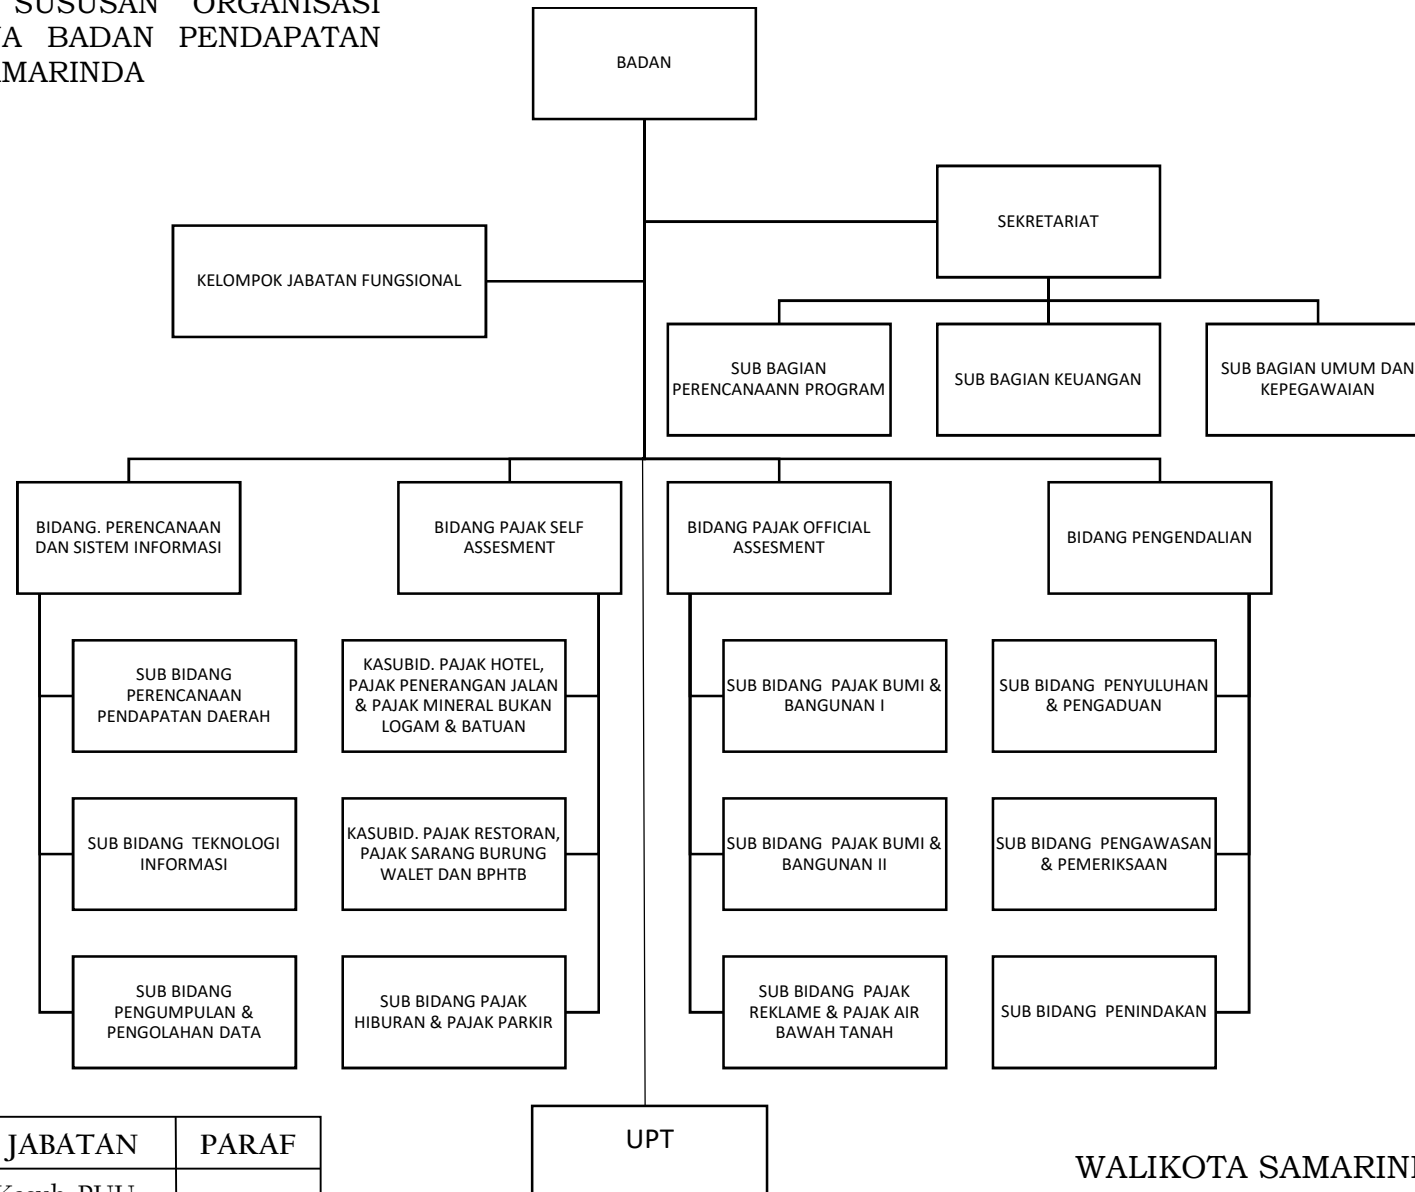 SUSUSAN ORGANISASI
BADAN PENDAPATAN
BADAN
SEKRETARIAT
KELOMPOK JABATAN FUNGSIONAL
SUB BAGIAN
PERENCANAANN PROGRAM
SUB BAGIAN KEUANGAN
SUB BAGIAN UMUM DAN
KEPEGAWAIAN
BIDANG. PERENCANAAN
DAN SISTEM INFORMASI
BIDANG PAJAK SELF
ASSESMENT
BIDANG PAJAK OFFICIAL
ASSESMENT
BIDANG PENGENDALIAN
SUB BIDANG
PERENCANAAN
PENDAPATAN DAERAH
KASUBID. PAJAK HOTEL,
PAJAK PENERANGAN JALAN
& PAJAK MINERAL BUKAN
LOGAM & BATUAN
SUB BIDANG PAJAK BUMI &
BANGUNAN I
SUB BIDANG PENYULUHAN
& PENGADUAN
SUB BIDANG TEKNOLOGI
INFORMASI
KASUBID. PAJAK RESTORAN,
PAJAK SARANG BURUNG
WALET DAN BPHTB
SUB BIDANG PAJAK BUMI &
BANGUNAN II
SUB BIDANG PENGAWASAN
& PEMERIKSAAN
SUB BIDANG
PENGUMPULAN &
PENGOLAHAN DATA
SUB BIDANG PAJAK
HIBURAN & PAJAK PARKIR
SUB BIDANG PAJAK
REKLAME & PAJAK AIR
BAWAH TANAH
SUB BIDANG PENINDAKAN
UPT
JABATAN PARAF
WALIKOTA